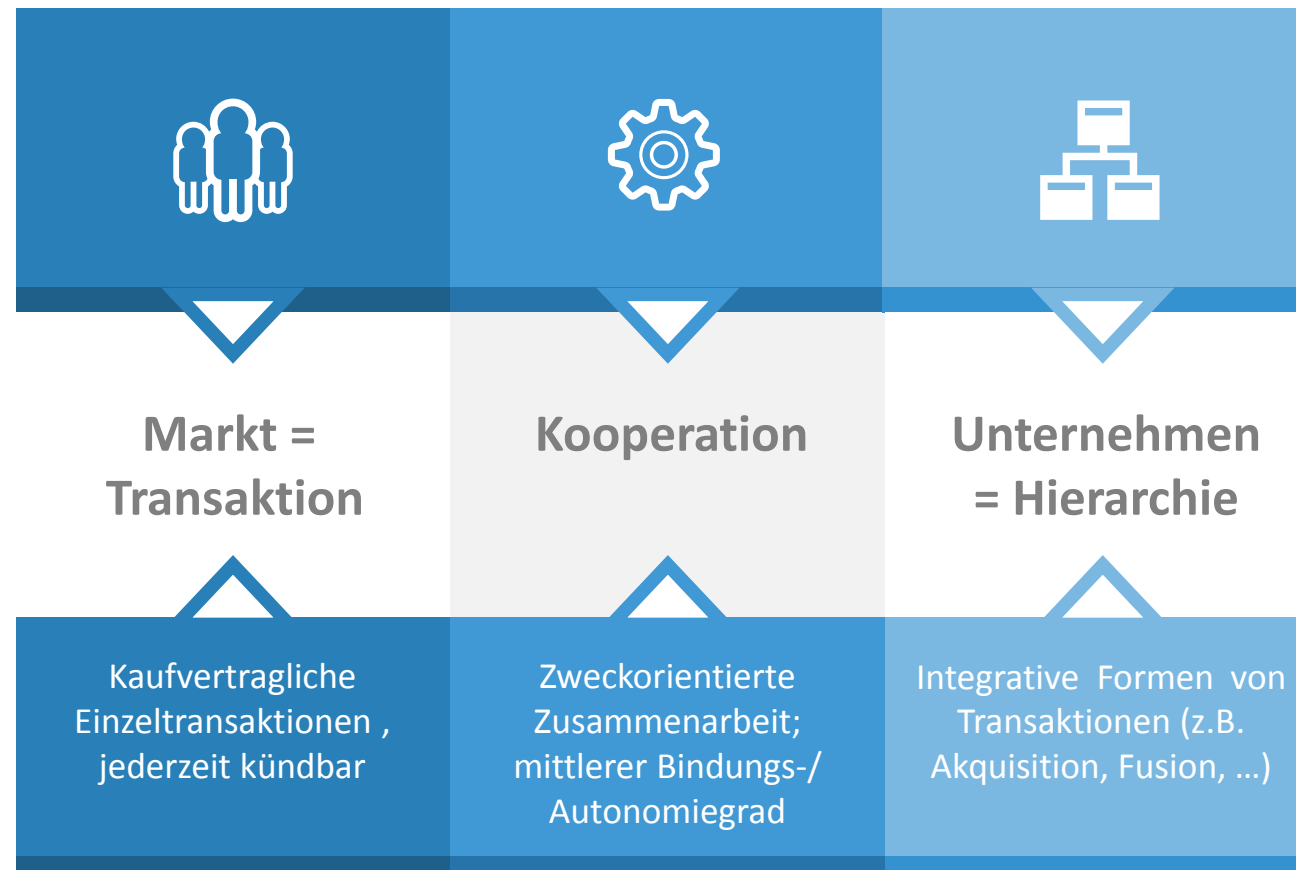 Markt =
Transaktion
Kooperation
Unternehmen
= Hierarchie
Kaufvertragliche
Einzeltransaktionen ,
jederzeit kündbar
Zweckorientierte
Zusammenarbeit;
mittlerer Bindungs-/
Autonomiegrad
Integrative Formen von
Transaktionen (z.B.
Akquisition, Fusion, …)